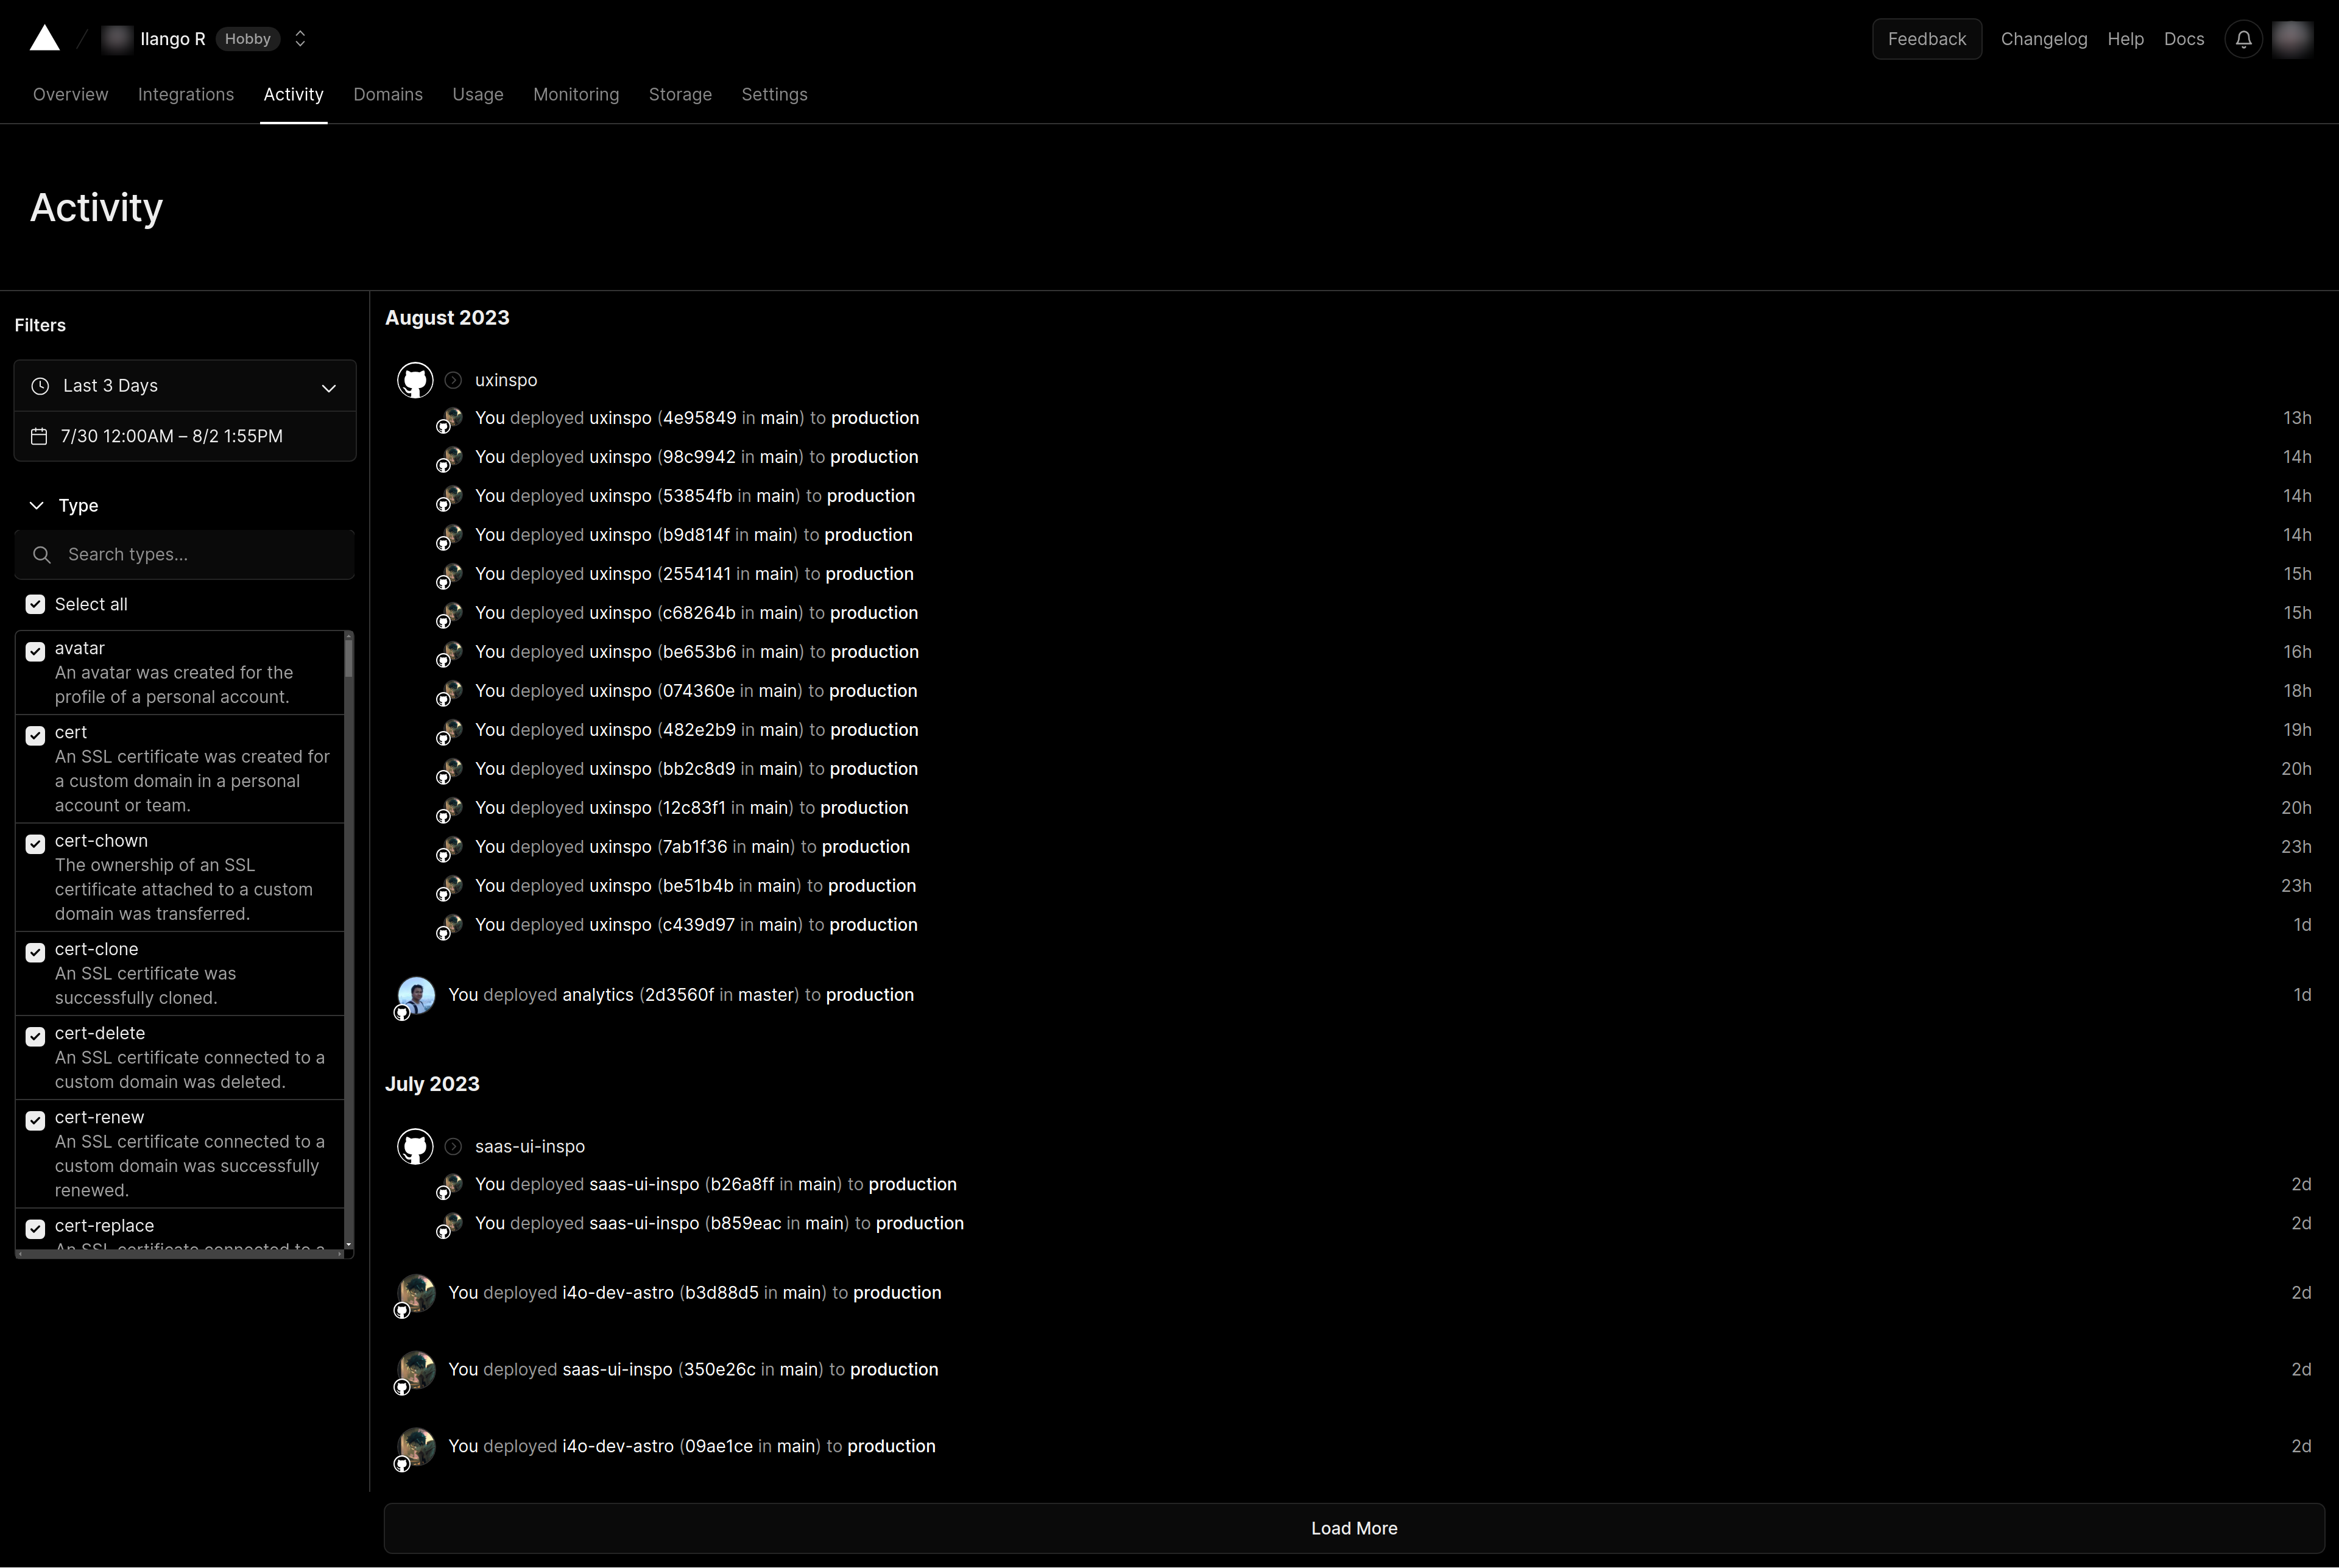 Ilango R Hobby
Feedback Changelog Help Docs
Overview Integrations Activity Domains Usage Monitoring Storage Settings
Activity
Filters
Last 3 Days
7/30 12:00AM – 8/2 1:55PM
Type
Search types...
Select all
avatar
An avatar was created for the
profile of a personal account.
cert
An SSL certificate was created for
a custom domain in a personal
account or team.
cert-chown
The ownership of an SSL
certificate attached to a custom
domain was transferred.
cert-clone
An SSL certificate was
successfully cloned.
cert-delete
An SSL certificate connected to a
custom domain was deleted.
cert-renew
An SSL certificate connected to a
custom domain was successfully
renewed.
cert-replace
An SSL certificate connected to a
August 2023
uxinspo
You deployed uxinspo (4e95849 in main) to production 13h
You deployed uxinspo (98c9942 in main) to production 14h
You deployed uxinspo (53854fb in main) to production 14h
You deployed uxinspo (b9d814f in main) to production 14h
You deployed uxinspo (2554141 in main) to production 15h
You deployed uxinspo (c68264b in main) to production 15h
You deployed uxinspo (be653b6 in main) to production 16h
You deployed uxinspo (074360e in main) to production 18h
You deployed uxinspo (482e2b9 in main) to production 19h
You deployed uxinspo (bb2c8d9 in main) to production 20h
You deployed uxinspo (12c83f1 in main) to production 20h
You deployed uxinspo (7ab1f36 in main) to production 23h
You deployed uxinspo (be51b4b in main) to production 23h
You deployed uxinspo (c439d97 in main) to production 1d
You deployed analytics (2d3560f in master) to production 1d
July 2023
saas-ui-inspo
You deployed saas-ui-inspo (b26a8ff in main) to production 2d
You deployed saas-ui-inspo (b859eac in main) to production 2d
You deployed i4o-dev-astro (b3d88d5 in main) to production 2d
You deployed saas-ui-inspo (350e26c in main) to production 2d
You deployed i4o-dev-astro (09ae1ce in main) to production 2d
Load More